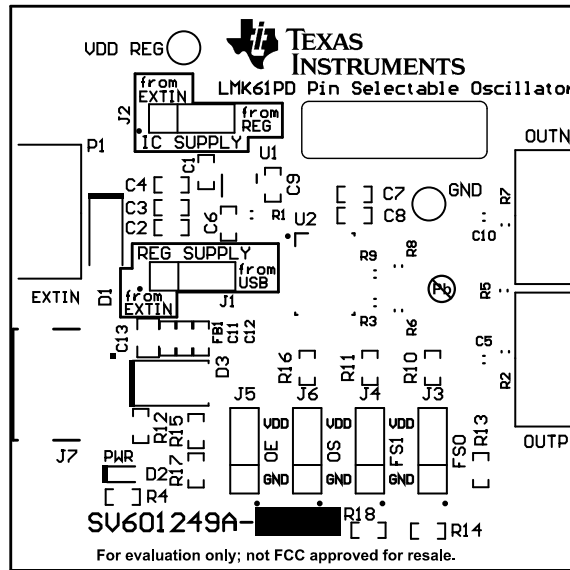 VDD REG
TEXAS
INSTRUMENTS
LMK61PD Pin Selectable Oscillator
from
EXTIN
J2
from
REG
IC SUPPLY
P1
C1
U1
OUTN
C4
C3
C2
C9
C6
R1
U2
C7
C8
GND
R7
C10
REG SUPPLY
from
USB
from
EXTIN
J1
EXTIN
D1
R9
R8
Pb
R5
R3
R6
C13
FB1
C11
C12
D3
R16
R11
R10
C5
R2
J5
J6
J4
J3
OUTP
R12
R15
R17
VDD
OE
GND
VDD
OS
GND
VDD
FS1
GND
VDD
FS0
GND
R13
J7
PWR
D2
R4
SV601249A-
R18
R14
For evaluation only; not FCC approved for resale.